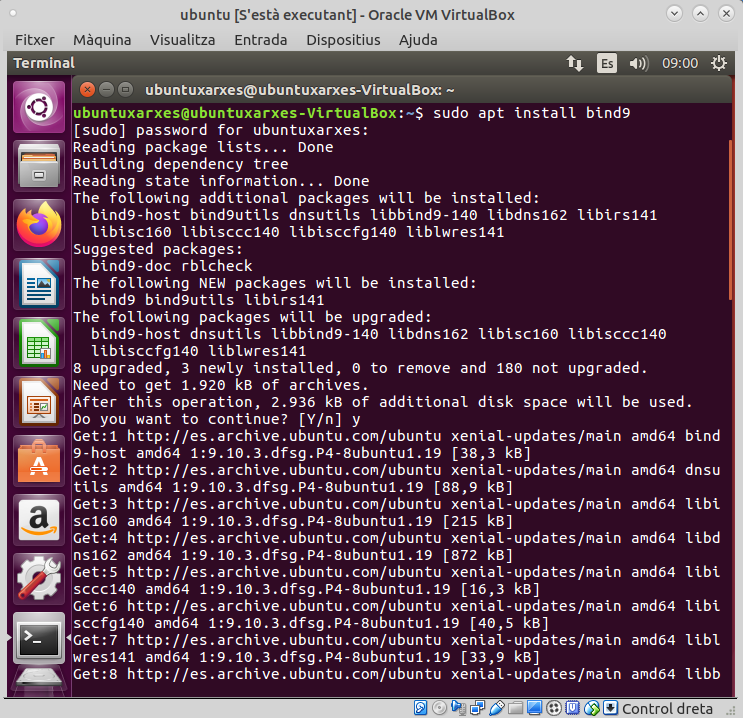 ubuntu [S'està executant] - Oracle VM VirtualBox
Fitxer Màquina Visualitza Entrada Dispositius Ajuda
Terminal Es 09:00
ubuntuxarxes@ubuntuxarxes-VirtualBox: ~
ubuntuxarxes@ubuntuxarxes-VirtualBox:~$ sudo apt install bind9
[sudo] password for ubuntuxarxes:
Reading package lists... Done
Building dependency tree
Reading state information... Done
The following additional packages will be installed:
  bind9-host bind9utils dnsutils libbind9-140 libdns162 libirs141
  libisc160 libisccc140 libisccfg140 liblwres141
Suggested packages:
  bind9-doc rblcheck
The following NEW packages will be installed:
  bind9 bind9utils libirs141
The following packages will be upgraded:
  bind9-host dnsutils libbind9-140 libdns162 libisc160 libisccc140
  libisccfg140 liblwres141
8 upgraded, 3 newly installed, 0 to remove and 180 not upgraded.
Need to get 1.920 kB of archives.
After this operation, 2.936 kB of additional disk space will be used.
Do you want to continue? [Y/n] y
Get:1 http://es.archive.ubuntu.com/ubuntu xenial-updates/main amd64 bind
9-host amd64 1:9.10.3.dfsg.P4-8ubuntu1.19 [38,3 kB]
Get:2 http://es.archive.ubuntu.com/ubuntu xenial-updates/main amd64 dnsu
tils amd64 1:9.10.3.dfsg.P4-8ubuntu1.19 [88,9 kB]
Get:3 http://es.archive.ubuntu.com/ubuntu xenial-updates/main amd64 libi
sc160 amd64 1:9.10.3.dfsg.P4-8ubuntu1.19 [215 kB]
Get:4 http://es.archive.ubuntu.com/ubuntu xenial-updates/main amd64 libd
ns162 amd64 1:9.10.3.dfsg.P4-8ubuntu1.19 [872 kB]
Get:5 http://es.archive.ubuntu.com/ubuntu xenial-updates/main amd64 libi
sccc140 amd64 1:9.10.3.dfsg.P4-8ubuntu1.19 [16,3 kB]
Get:6 http://es.archive.ubuntu.com/ubuntu xenial-updates/main amd64 libi
sccfg140 amd64 1:9.10.3.dfsg.P4-8ubuntu1.19 [40,5 kB]
Get:7 http://es.archive.ubuntu.com/ubuntu xenial-updates/main amd64 libl
wres141 amd64 1:9.10.3.dfsg.P4-8ubuntu1.19 [33,9 kB]
Get:8 http://es.archive.ubuntu.com/ubuntu xenial-updates/main amd64 libb
Control dreta